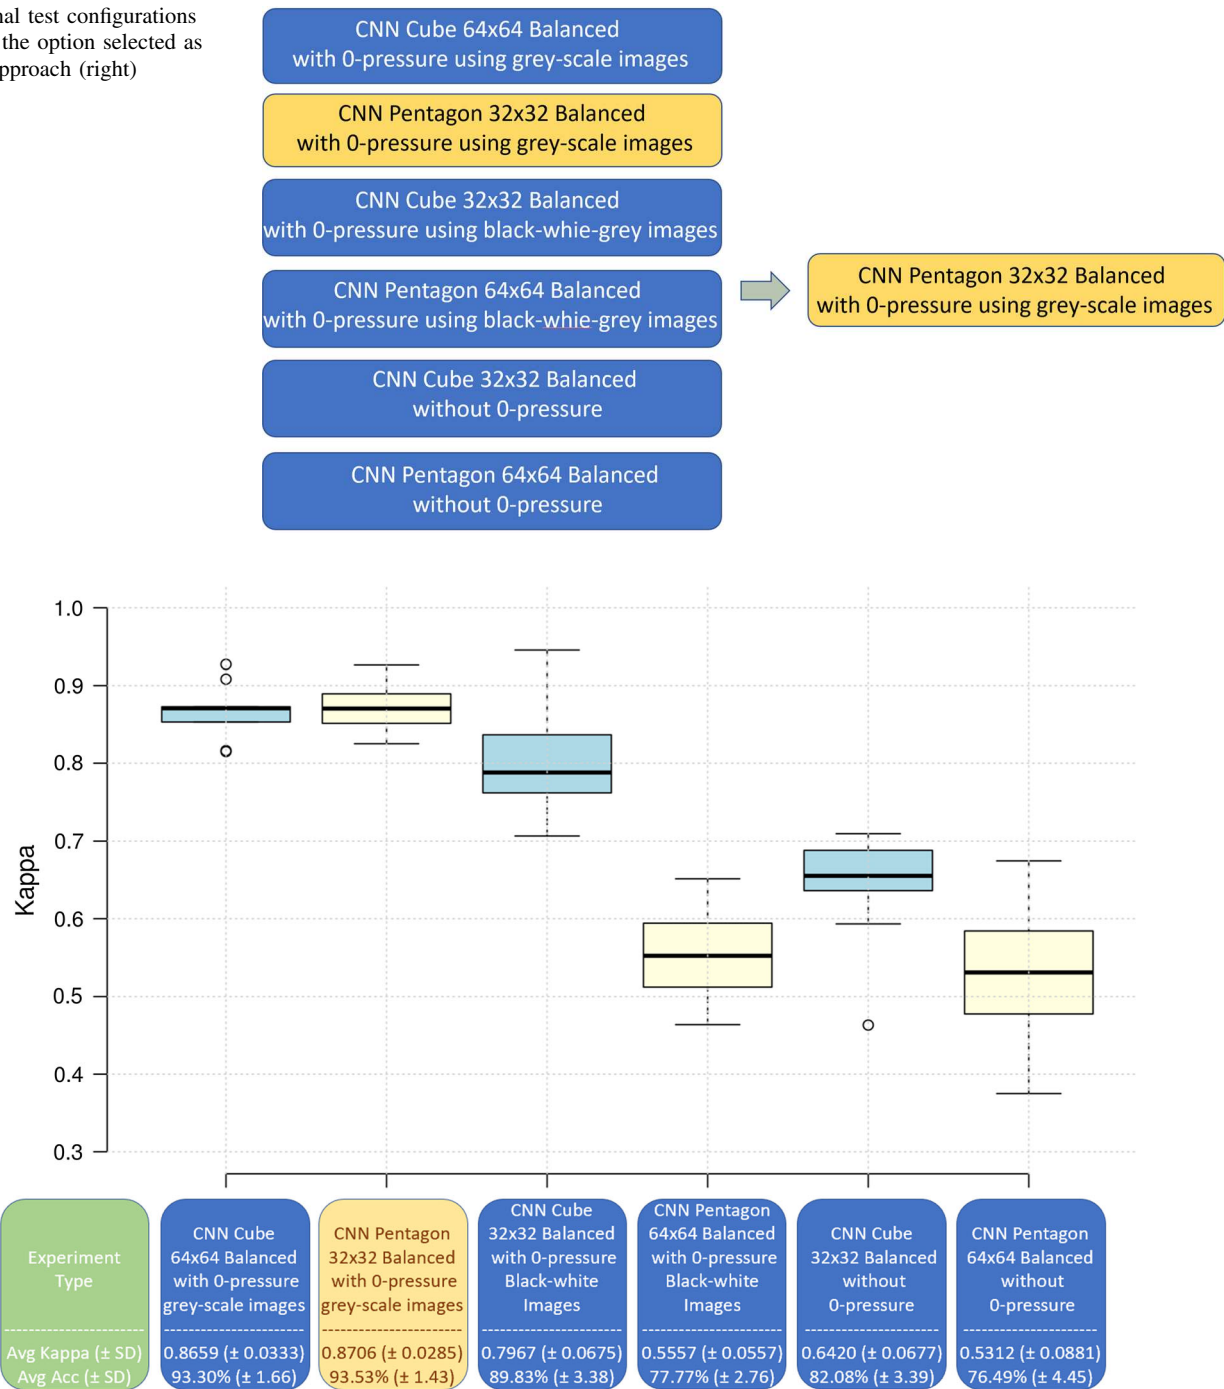 nal test configurations
the option selected as
pproach (right)
CNN Cube 64x64 Balanced
with 0-pressure using grey-scale images
CNN Pentagon 32x32 Balanced
with 0-pressure using grey-scale images
CNN Cube 32x32 Balanced
with 0-pressure using black-whie-grey images
CNN Pentagon 64x64 Balanced
with 0-pressure using black-whie-grey images
CNN Cube 32x32 Balanced
without 0-pressure
CNN Pentagon 64x64 Balanced
without 0-pressure
CNN Pentagon 32x32 Balanced
with 0-pressure using grey-scale images
Kappa
1.0
0.9
0.8
0.7
0.6
0.5
0.4
0.3
Experiment
Type
Avg Kappa (± SD)
Avg Acc (± SD)
CNN Cube
64x64 Balanced
with 0-pressure
grey-scale images
0.8659 (± 0.0333)
93.30% (± 1.66)
CNN Pentagon
32x32 Balanced
with 0-pressure
grey-scale images
0.8706 (± 0.0285)
93.53% (± 1.43)
CNN Cube
32x32 Balanced
with 0-pressure
Black-white
Images
0.7967 (± 0.0675)
89.83% (± 3.38)
CNN Pentagon
64x64 Balanced
with 0-pressure
Black-white
Images
0.5557 (± 0.0557)
77.77% (± 2.76)
CNN Cube
32x32 Balanced
without
0-pressure
0.6420 (± 0.0677)
82.08% (± 3.39)
CNN Pentagon
64x64 Balanced
without
0-pressure
0.5312 (± 0.0881)
76.49% (± 4.45)